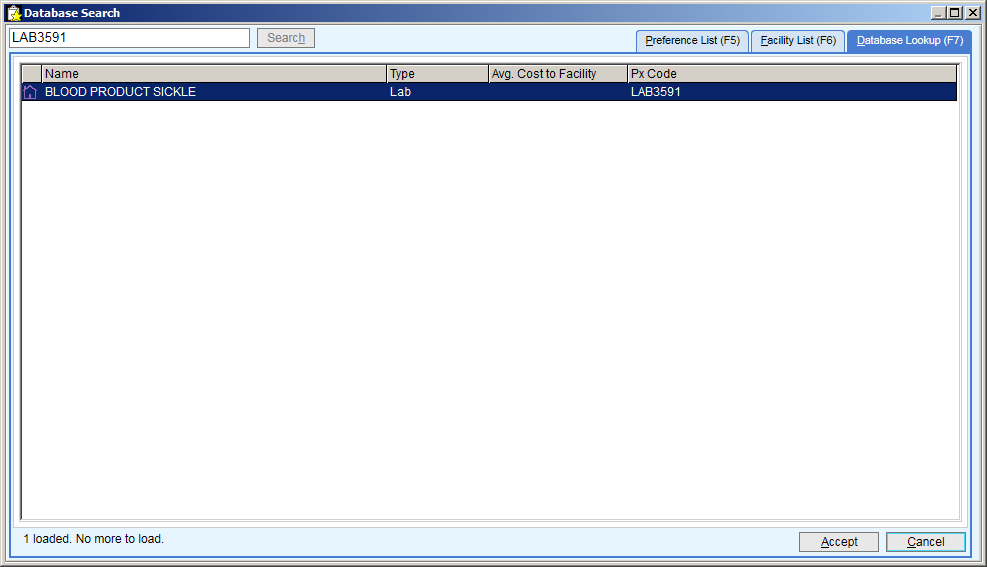 Database Search
LAB3591
Search
Preference List (F5)
Facility List (F6)
Database Lookup (F7)
Name Type Avg. Cost to Facility Px Code
BLOOD PRODUCT SICKLE Lab LAB3591
1 loaded. No more to load.
Accept
Cancel